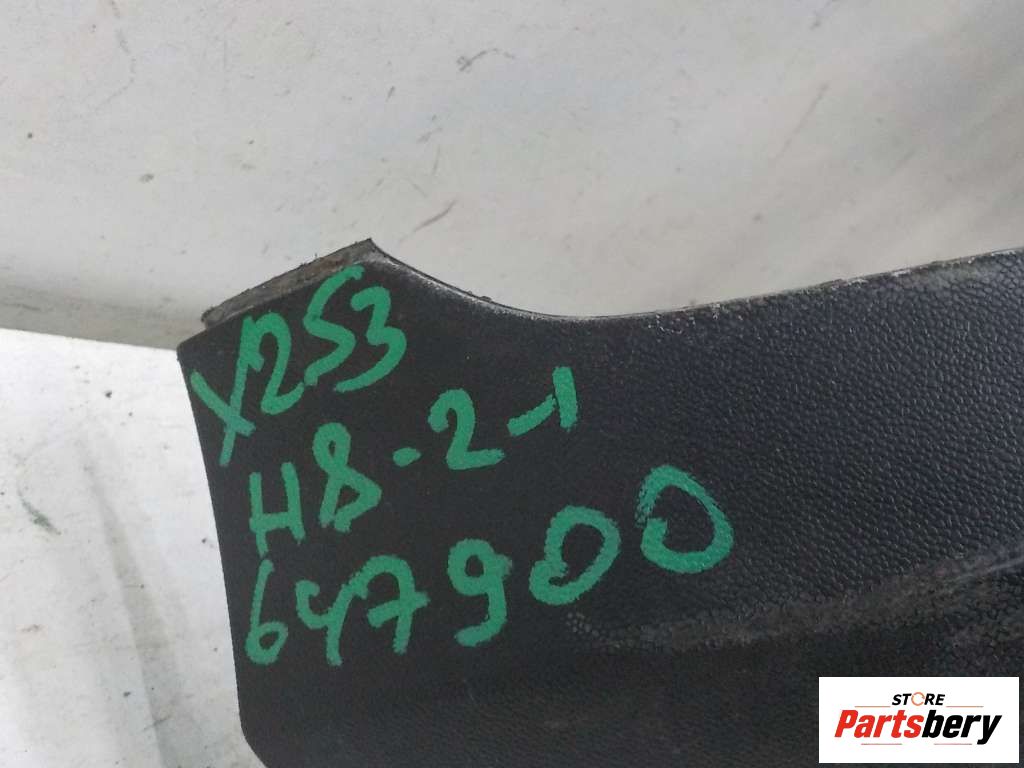 X253
H8-2-1
647900
STORE
Partsbery